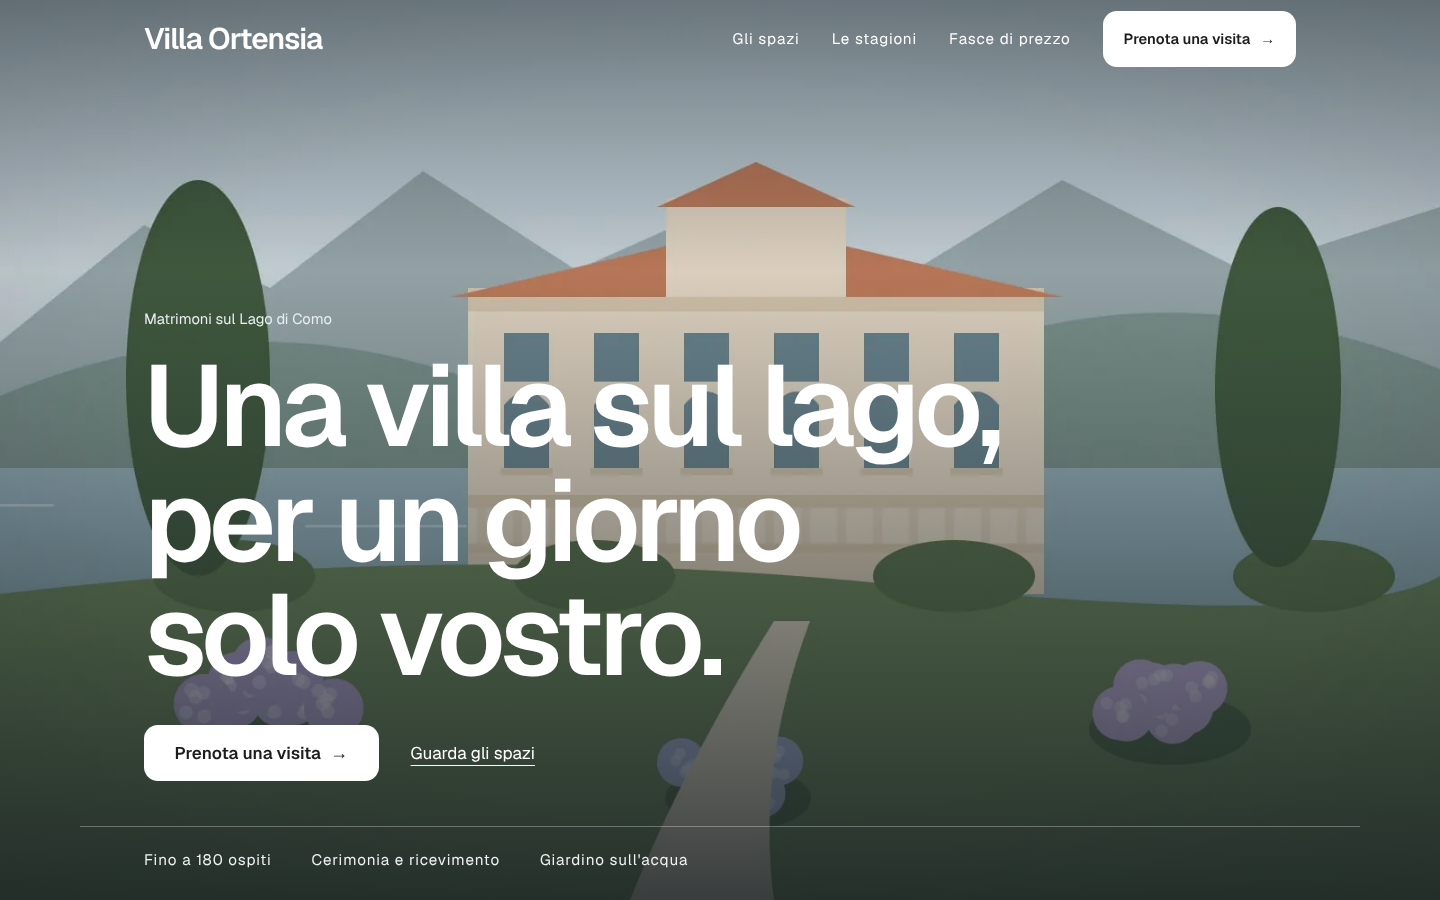 Villa Ortensia
Gli spazi
Le stagioni
Fasce di prezzo
Prenota una visita →
Matrimoni sul Lago di Como
Una villa sul lago,
per un giorno
solo vostro.
Prenota una visita →
Guarda gli spazi
Fino a 180 ospiti
Cerimonia e ricevimento
Giardino sull'acqua